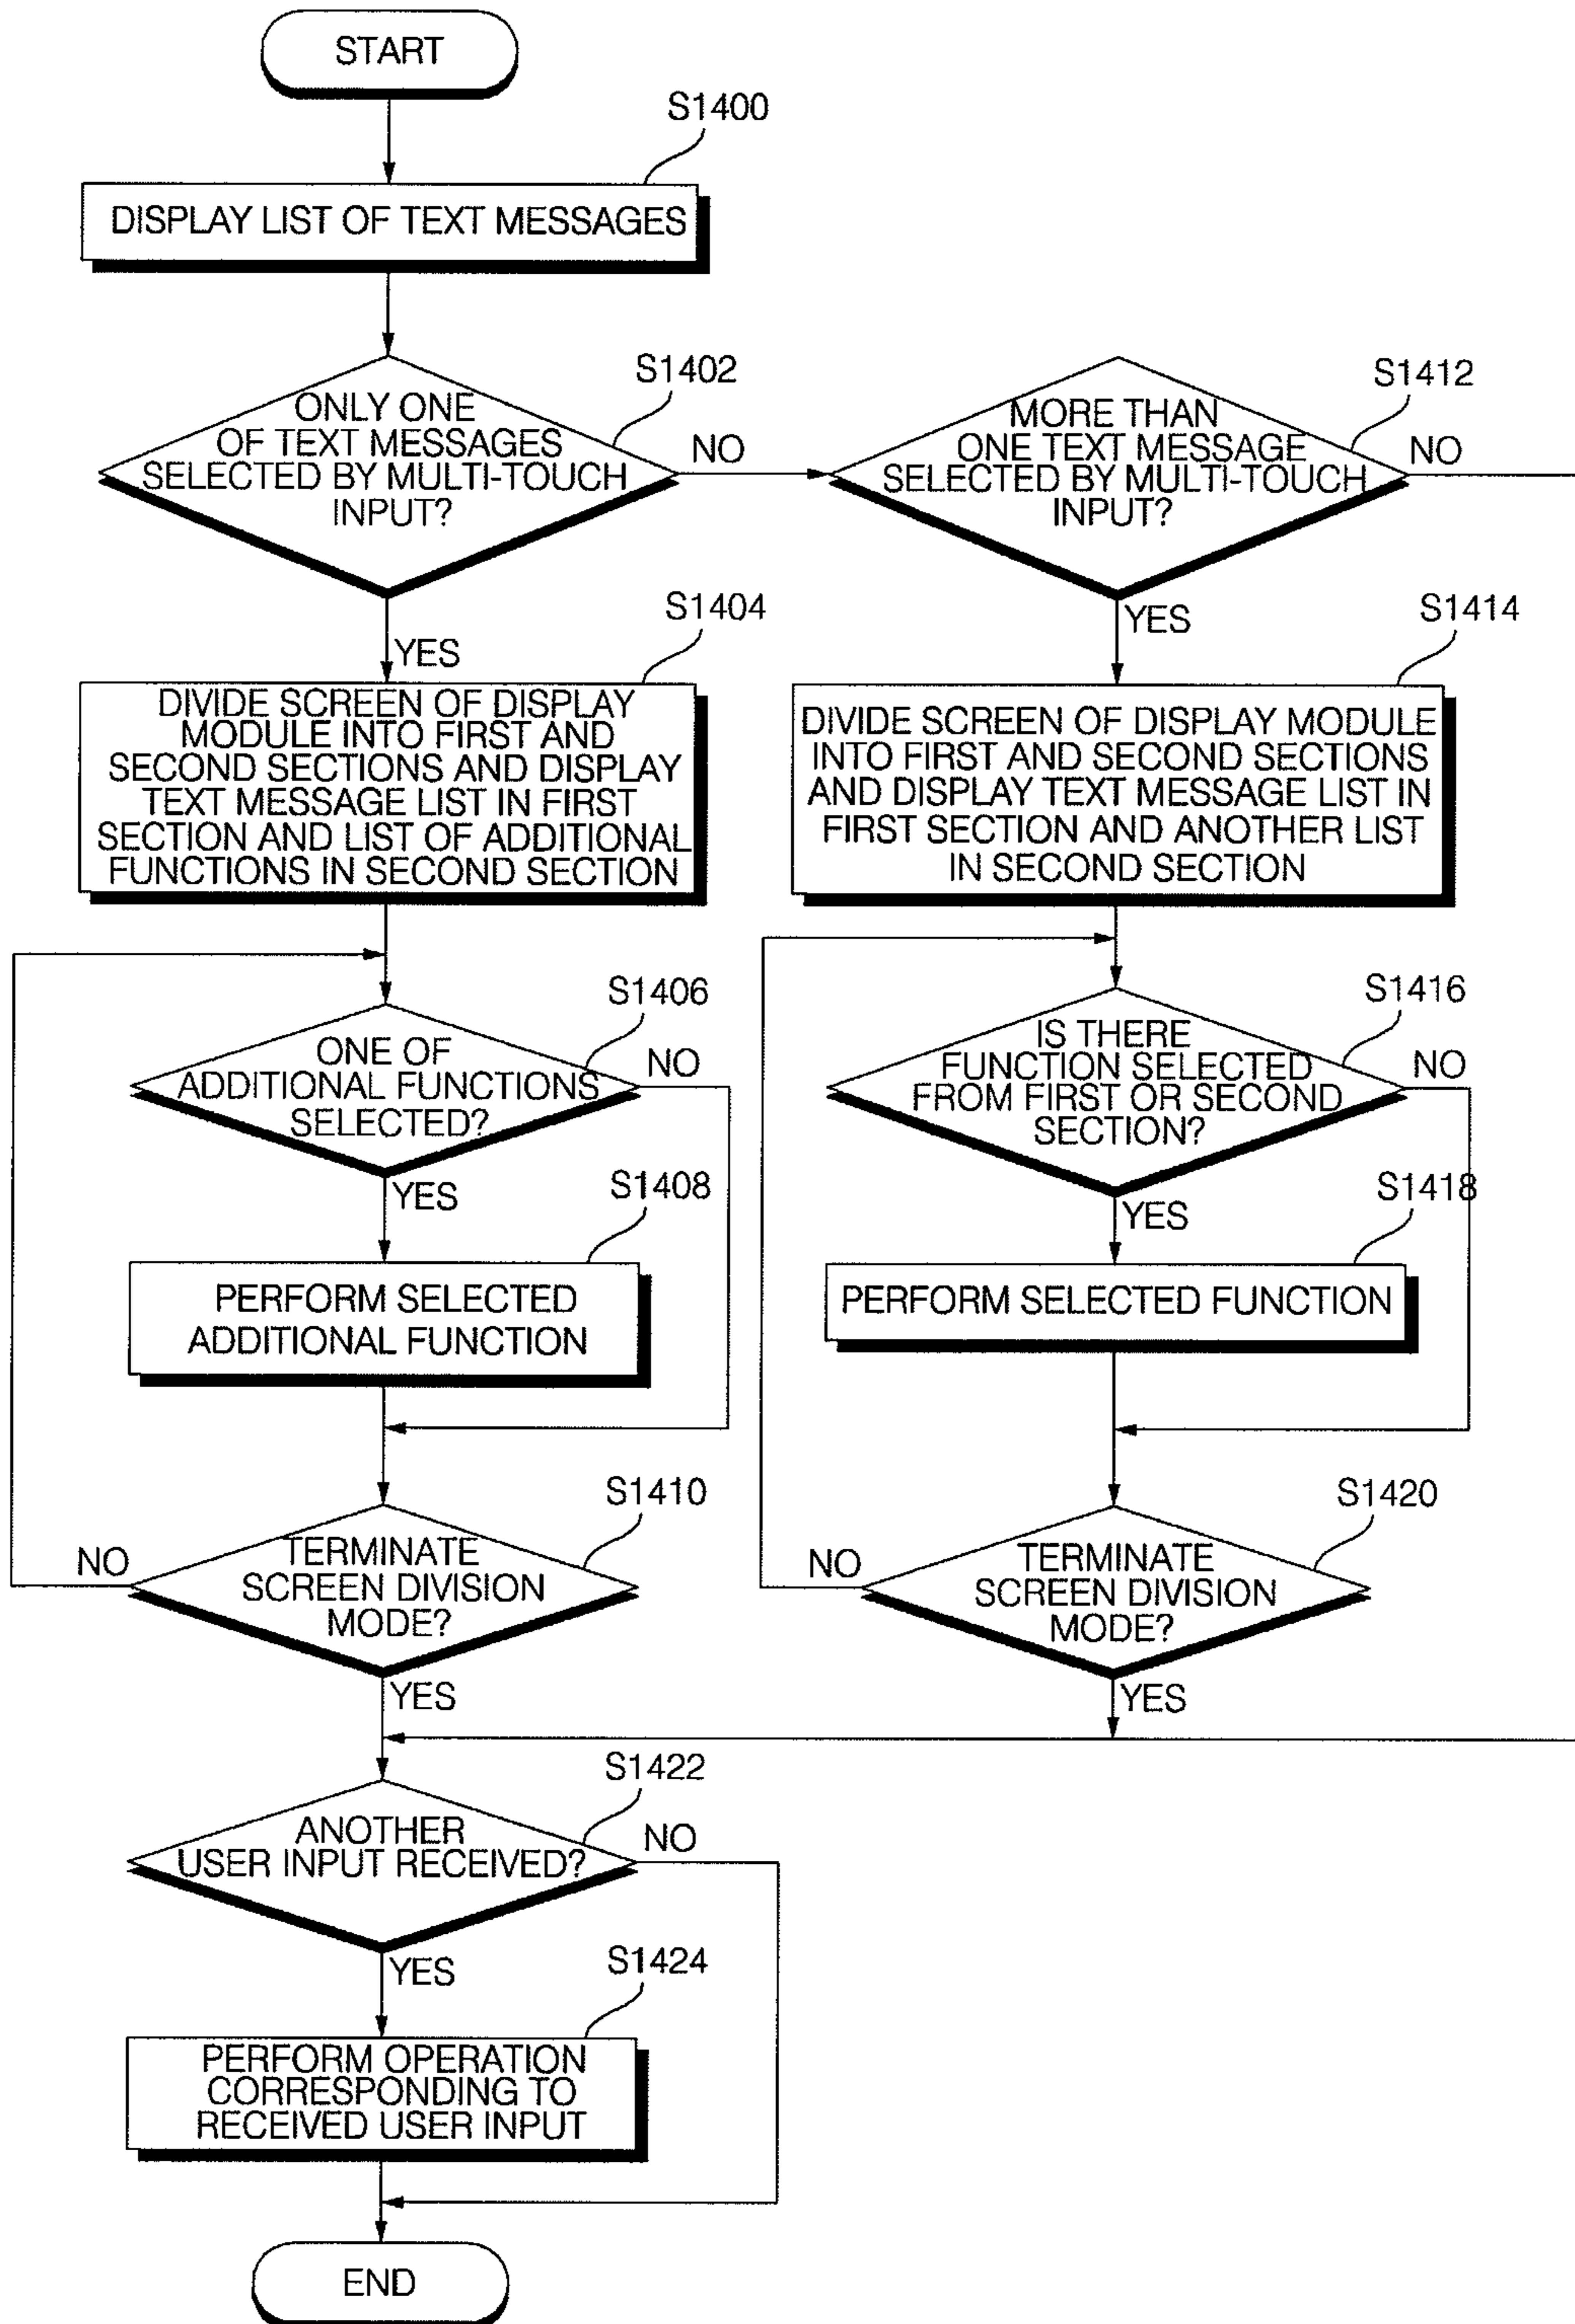 START
S1400
DISPLAY LIST OF TEXT MESSAGES
S1402
ONLY ONE
OF TEXT MESSAGES
SELECTED BY MULTI-TOUCH
INPUT?
NO
YES
S1412
MORE THAN
ONE TEXT MESSAGE
SELECTED BY MULTI-TOUCH
INPUT?
NO
YES
S1404
DIVIDE SCREEN OF DISPLAY
MODULE INTO FIRST AND
SECOND SECTIONS AND DISPLAY
TEXT MESSAGE LIST IN FIRST
SECTION AND LIST OF ADDITIONAL
FUNCTIONS IN SECOND SECTION
S1414
DIVIDE SCREEN OF DISPLAY MODULE
INTO FIRST AND SECOND SECTIONS
AND DISPLAY TEXT MESSAGE LIST IN
FIRST SECTION AND ANOTHER LIST
IN SECOND SECTION
S1406
ONE OF
ADDITIONAL FUNCTIONS
SELECTED?
NO
YES
S1416
IS THERE
FUNCTION SELECTED
FROM FIRST OR SECOND
SECTION?
NO
YES
S1408
PERFORM SELECTED
ADDITIONAL FUNCTION
S1418
PERFORM SELECTED FUNCTION
S1410
TERMINATE
SCREEN DIVISION
MODE?
NO
YES
S1420
TERMINATE
SCREEN DIVISION
MODE?
NO
YES
S1422
ANOTHER
USER INPUT RECEIVED?
NO
YES
S1424
PERFORM OPERATION
CORRESPONDING TO
RECEIVED USER INPUT
END